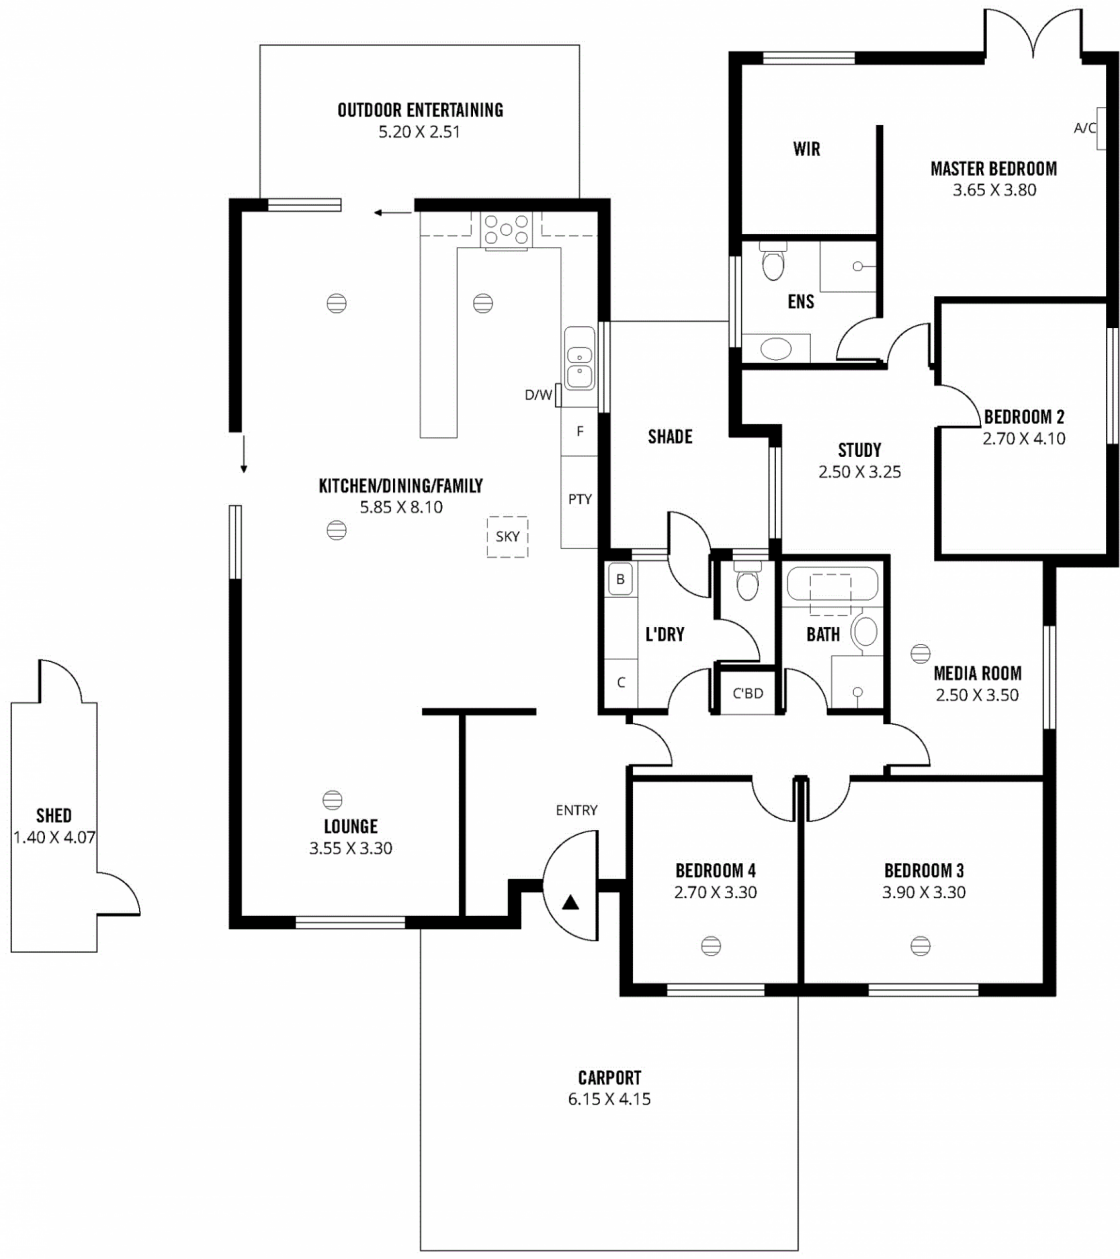 OUTDOOR ENTERTAINING
5.20 X 2.51
WIR
A/C
MASTER BEDROOM
3.65 X 3.80
ENS
D/W
F
SHADE
BEDROOM 2
2.70 X 4.10
STUDY
2.50 X 3.25
KITCHEN/DINING/FAMILY
5.85 X 8.10
PTY
SKY
B
L'DRY
BATH
C
C'BD
MEDIA ROOM
2.50 X 3.50
SHED
1.40 X 4.07
LOUNGE
3.55 X 3.30
ENTRY
BEDROOM 4
2.70 X 3.30
BEDROOM 3
3.90 X 3.30
CARPORT
6.15 X 4.15